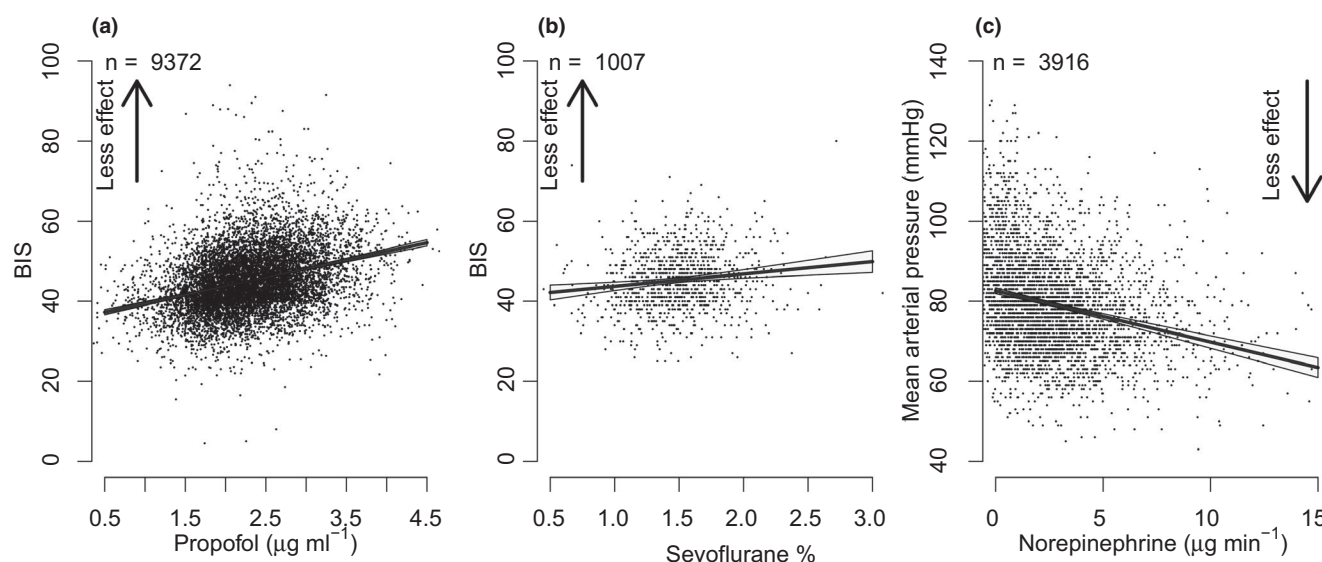 (a)
n = 9372
Less effect
BIS
0 20 40 60 80 100
0.5 1.5 2.5 3.5 4.5
Propofol (μg ml⁻¹)
(b)
n = 1007
Less effect
BIS
0 20 40 60 80 100
0.5 1.0 1.5 2.0 2.5 3.0
Sevoflurane %
(c)
n = 3916
Less effect
Mean arterial pressure (mmHg)
40 60 80 100 120 140
0 5 10 15
Norepinephrine (μg min⁻¹)